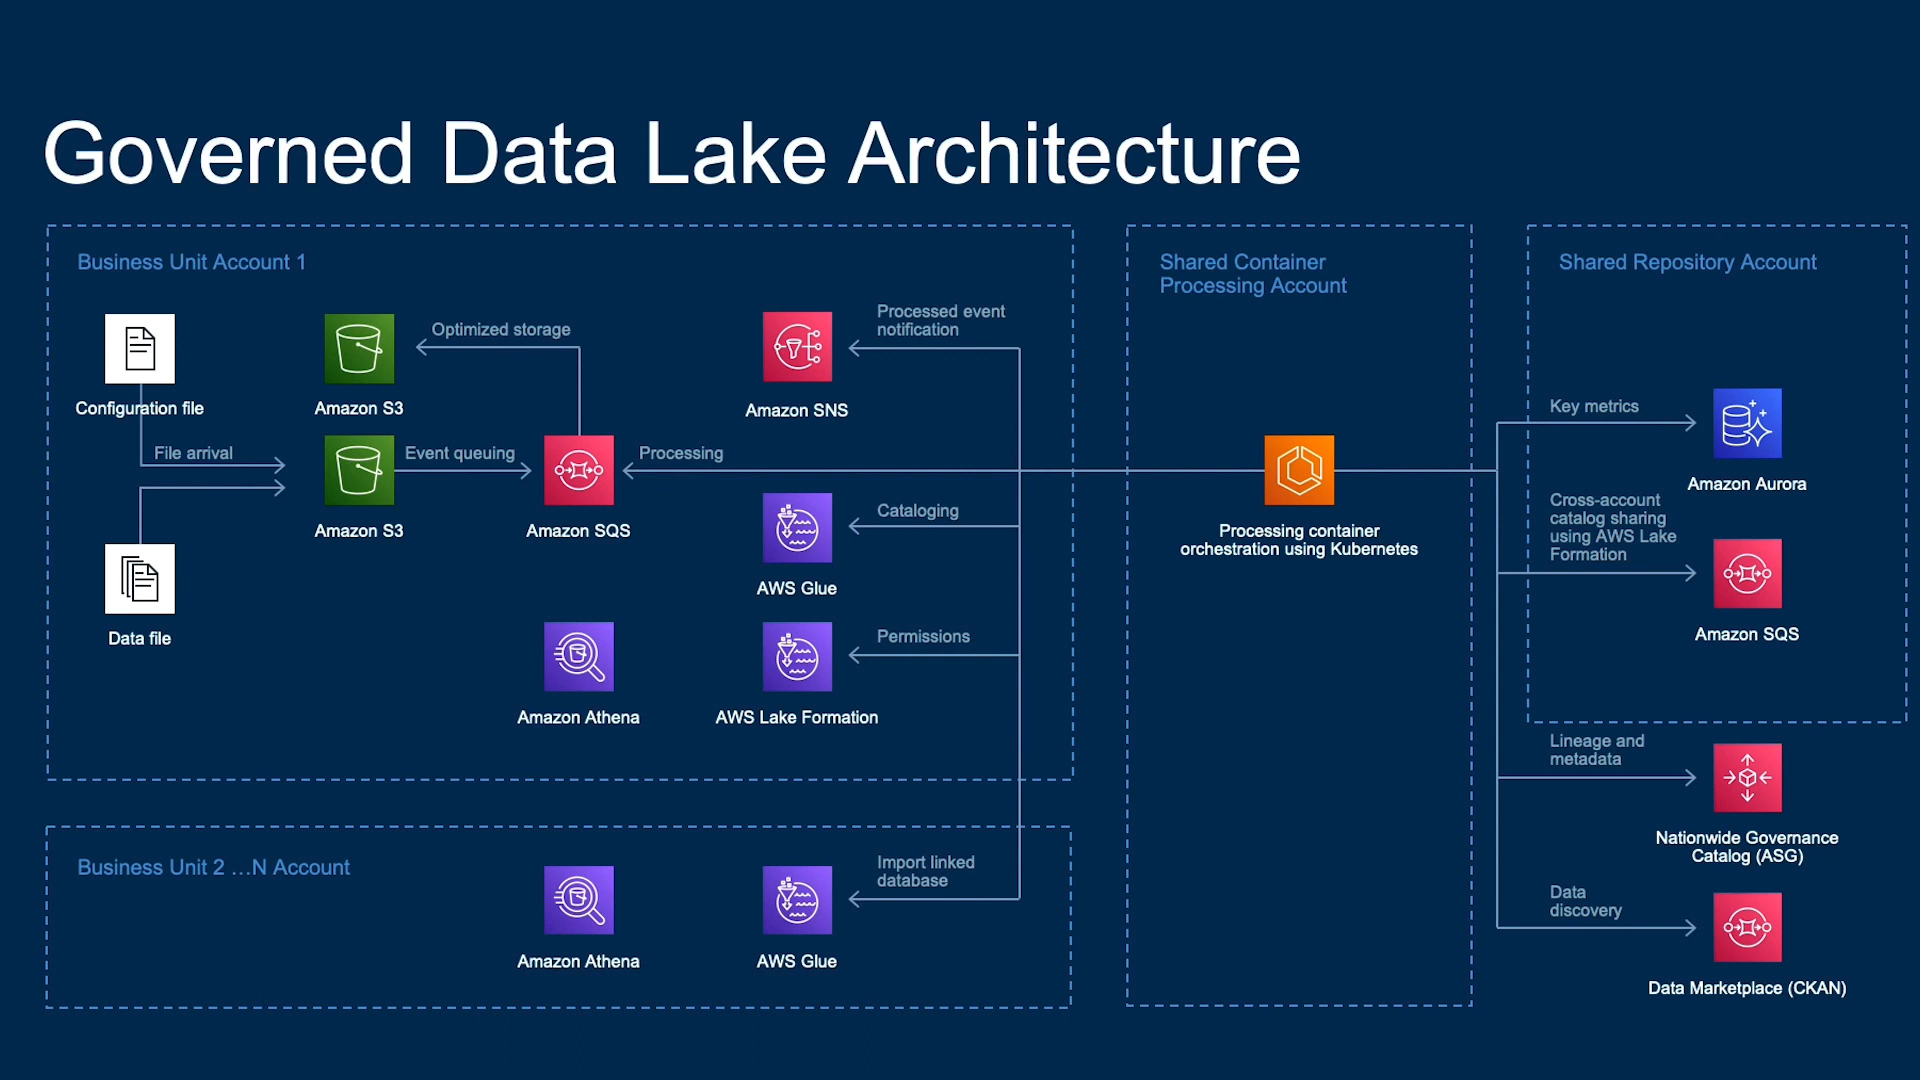 Governed Data Lake Architecture
Business Unit Account 1
Configuration file
File arrival
Data file
Amazon S3
Optimized storage
Amazon S3
Event queuing
Amazon SQS
Processing
Processed event
notification
Amazon SNS
Cataloging
AWS Glue
Amazon Athena
Permissions
AWS Lake Formation
Business Unit 2 ...N Account
Amazon Athena
Import linked
database
AWS Glue
Shared Container
Processing Account
Processing container
orchestration using Kubernetes
Shared Repository Account
Key metrics
Amazon Aurora
Cross-account
catalog sharing
using AWS Lake
Formation
Amazon SQS
Lineage and
metadata
Nationwide Governance
Catalog (ASG)
Data
discovery
Data Marketplace (CKAN)